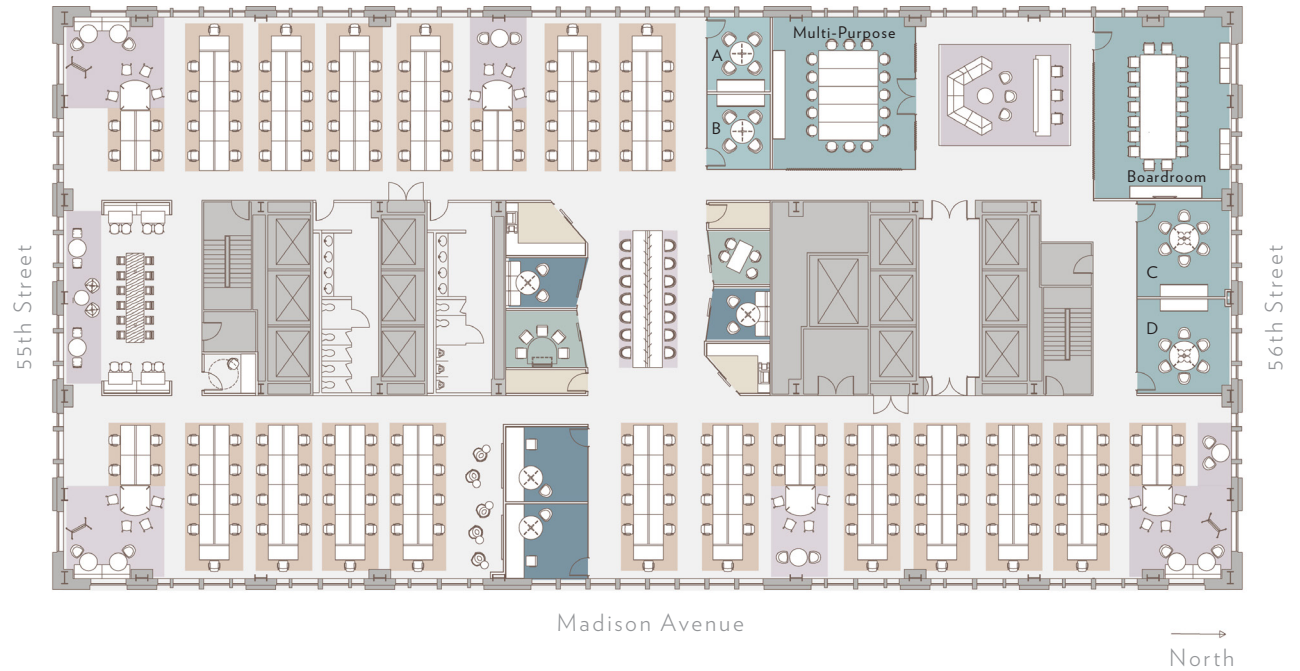 Multi-Purpose
A
B
Boardroom
55th Street
C
D
56th Street
Madison Avenue
North